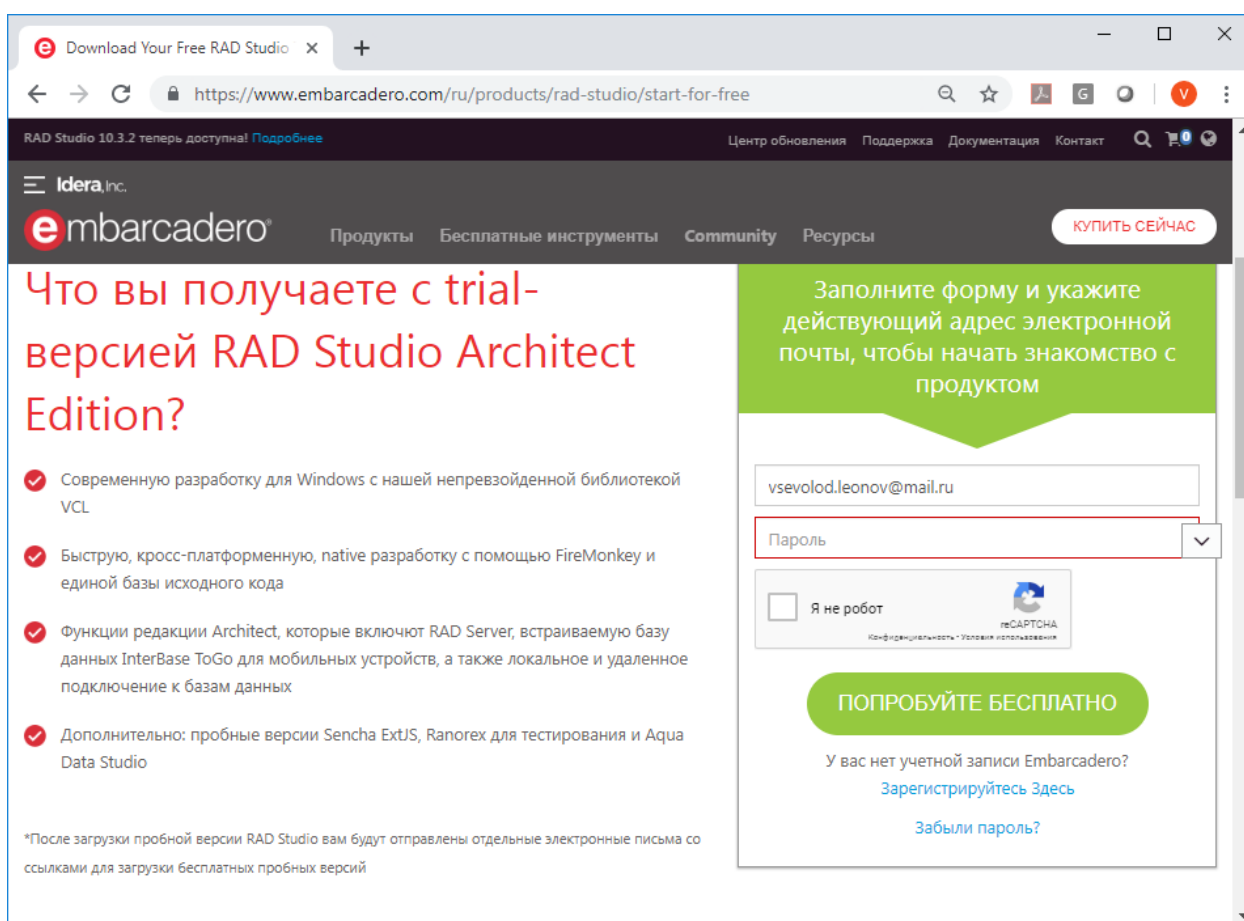 Download Your Free RAD Studio
https://www.embarcadero.com/ru/products/rad-studio/start-for-free
G
V
RAD Studio 10.3.2 теперь доступна! Подробнее
Центр обновления Поддержка Документация Контакт
0
Idera, Inc.
embarcadero®
Продукты Бесплатные инструменты Community Ресурсы
КУПИТЬ СЕЙЧАС
Что вы получаете с trial-
версией RAD Studio Architect
Edition?
Современную разработку для Windows с нашей непревзойденной библиотекой
VCL
Быструю, кросс-платформенную, native разработку с помощью FireMonkey и
единой базы исходного кода
Функции редакции Architect, которые включют RAD Server, встраиваемую базу
данных InterBase ToGo для мобильных устройств, а также локальное и удаленное
подключение к базам данных
Дополнительно: пробные версии Sencha ExtJS, Ranorex для тестирования и Aqua
Data Studio
*После загрузки пробной версии RAD Studio вам будут отправлены отдельные электронные письма со
ссылками для загрузки бесплатных пробных версий
Заполните форму и укажите
действующий адрес электронной
почты, чтобы начать знакомство с
продуктом
vsevolod.leonov@mail.ru
Пароль
Я не робот
reCAPTCHA
Конфиденциальность - Условия использования
ПОПРОБУЙТЕ БЕСПЛАТНО
У вас нет учетной записи Embarcadero?
Зарегистрируйтесь Здесь
Забыли пароль?